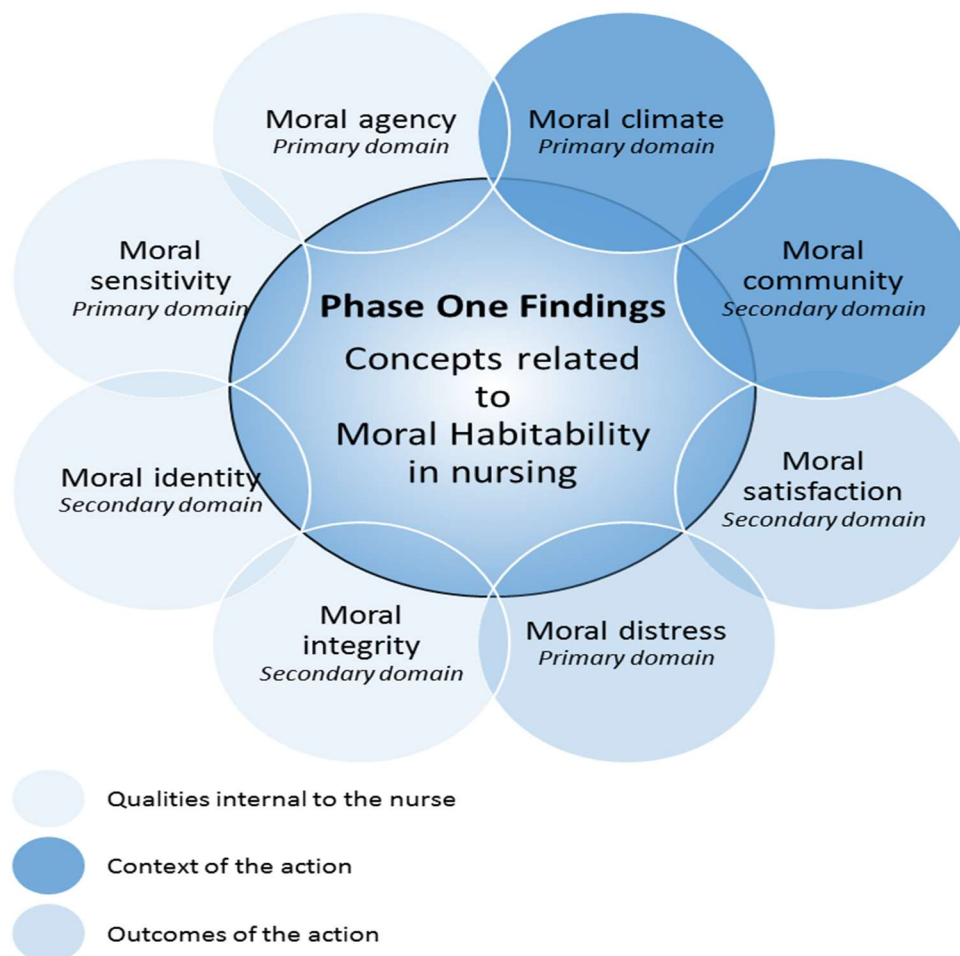 Moral agency
Primary domain
Moral climate
Primary domain
Moral
sensitivity
Primary domain
Moral
community
Secondary domain
Phase One Findings
Concepts related
to
Moral Habitability
in nursing
Moral identity
Secondary domain
Moral
satisfaction
Secondary domain
Moral
integrity
Secondary domain
Moral distress
Primary domain
Qualities internal to the nurse
Context of the action
Outcomes of the action